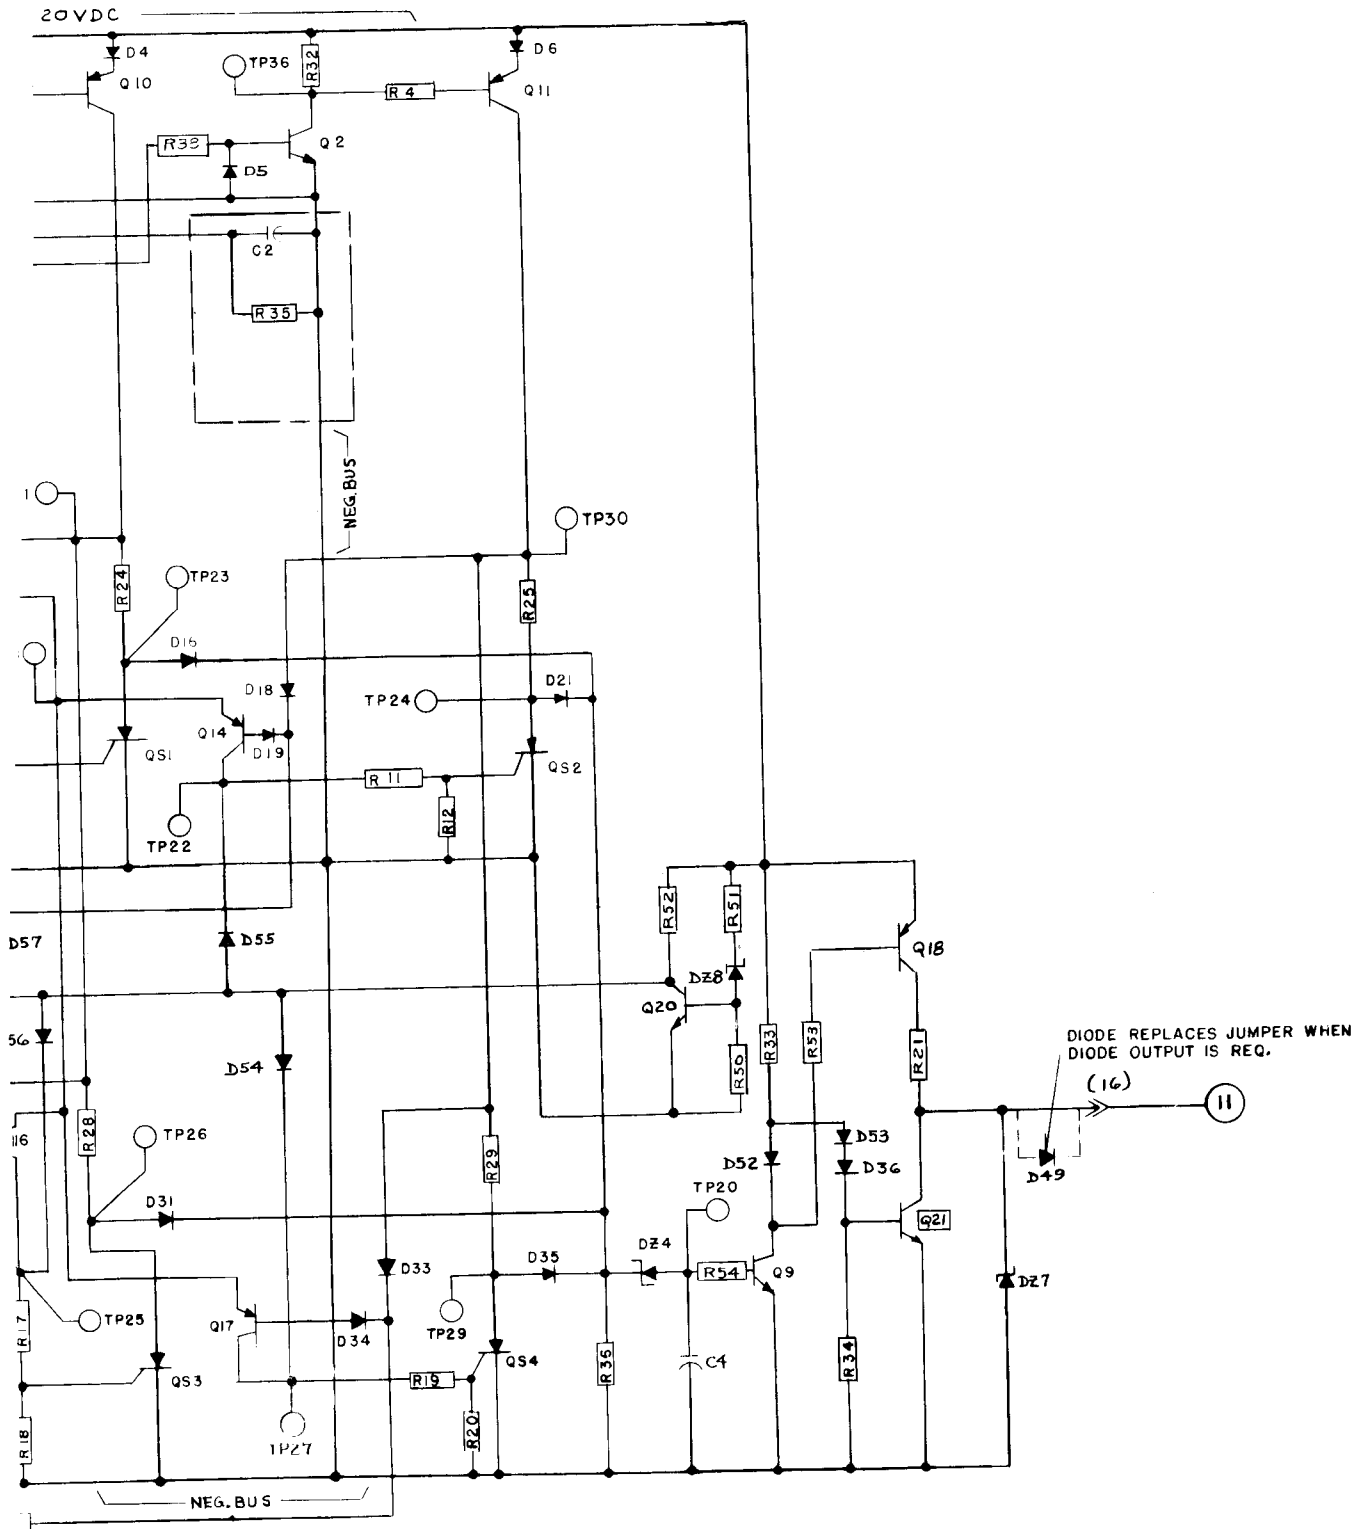 20VDC
D4
Q10
TP36
R32
D6
R4
Q11
R38
Q2
D5
C2
R35
NEG.BUS
1
TP30
R24
TP23
R25
D16
D18
TP24
D21
Q14
D19
QS1
QS2
R11
R12
TP22
R52
R51
D57
D55
Q18
DZ8
Q20
56
D54
R33
R53
R50
R21
DIODE REPLACES JUMPER WHEN
DIODE OUTPUT IS REQ.
(16)
11
116
R28
TP26
R29
D53
D52
D36
D49
TP20
D31
Q21
DZ4
D33
D35
R54
Q9
DZ7
R17
TP25
Q17
D34
TP29
QS3
QS4
R36
C4
R34
R19
R18
R20
TP27
NEG.BUS